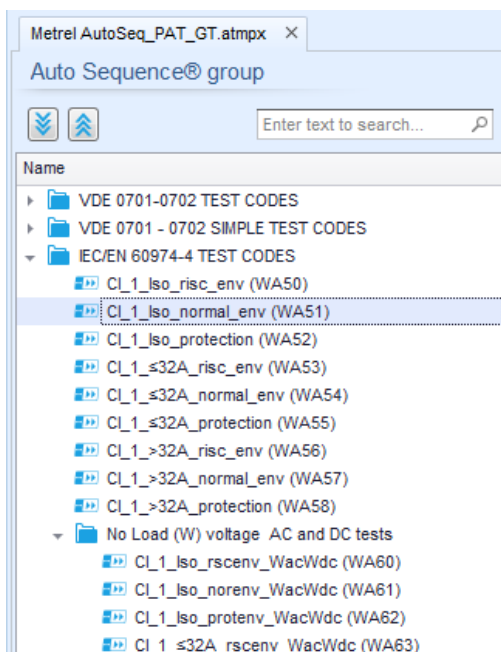 Metrel AutoSeq_PAT_GT.atmpx
Auto Sequence® group
Enter text to search...
Name
VDE 0701-0702 TEST CODES
VDE 0701 - 0702 SIMPLE TEST CODES
IEC/EN 60974-4 TEST CODES
Cl_1_Iso_risc_env (WA50)
Cl_1_Iso_normal_env (WA51)
Cl_1_Iso_protection (WA52)
Cl_1_≤32A_risc_env (WA53)
Cl_1_≤32A_normal_env (WA54)
Cl_1_≤32A_protection (WA55)
Cl_1_>32A_risc_env (WA56)
Cl_1_>32A_normal_env (WA57)
Cl_1_>32A_protection (WA58)
No Load (W) voltage AC and DC tests
Cl_1_Iso_rscenv_WacWdc (WA60)
Cl_1_Iso_norenv_WacWdc (WA61)
Cl_1_Iso_protenv_WacWdc (WA62)
Cl_1_≤32A_rscenv_WacWdc (WA63)